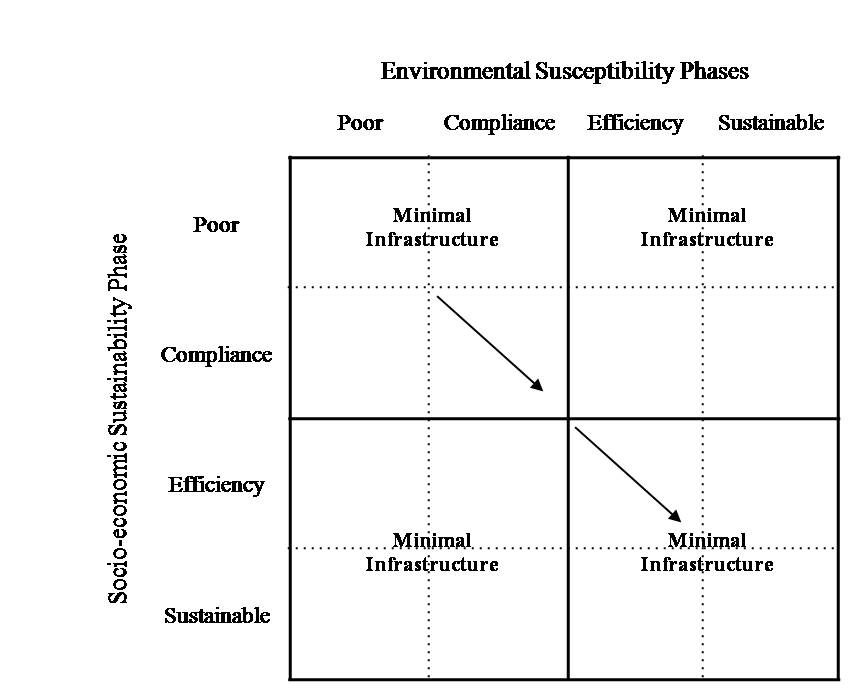 Environmental Susceptibility Phases
Poor Compliance Efficiency Sustainable
Socio-economic Sustainability Phase
Poor
Minimal
Infrastructure
Minimal
Infrastructure
Compliance
Efficiency
Minimal
Infrastructure
Minimal
Infrastructure
Sustainable